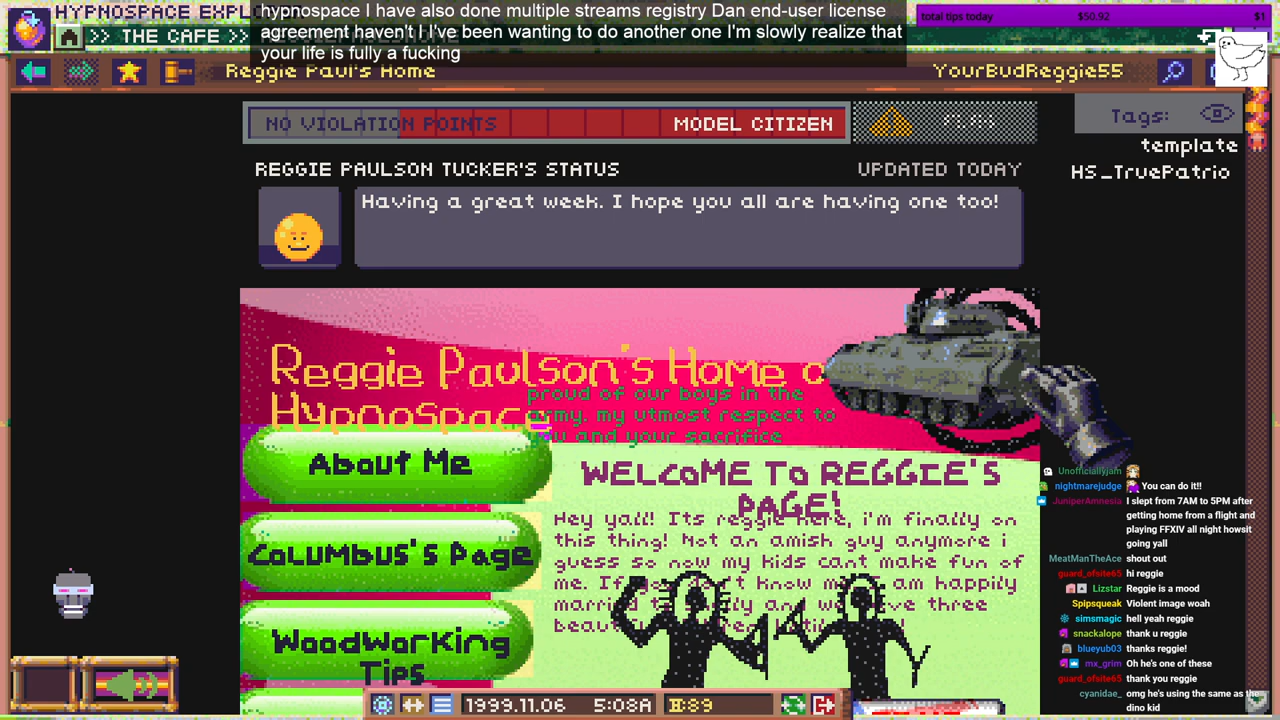 HYPNOSPACE EXPL
hypnospace I have also done multiple streams registry Da end-user license
agreement haven't I I've been wanting to do another one I'm slowly realize that
your life is fully a fucking
total tips today $50.92 $1
>> THE CAFE >>
Reggie Paul's Home
YourBudReggie55
NO VIOLATION POINTS
MODEL CITIZEN
Tags:
template
HS_TruePatrio
REGGIE PAULSON TUCKER'S STATUS
UPDATED TODAY
Having a great week. I hope you all are having one too!
Reggie Paulson's Home o
Hypnospace
proud of our boys in the
army. my utmost respect to
you and your sacrifice
About Me
COLUMBUS's Page
WoodWorKing
Tips
WELCOME To REGGIE'S
PAGE!
Hey yall! Its reggie here, i'm finally on
this thing! Not an amish guy anymore i
guess so now my kids cant make fun of
me. If know am happily
1999.11.06 5:08A
89
Unofficiallyjam
nightmarejudge You can do it!!
JuniperAmnesia I slept from 7AM to 5PM after
getting home from a flight and
playing FFXIV all night howsit
going yall
MeatManTheAce shout out
guard_ofsite65 hi reggie
Lizstar Reggie is a mood
Spipsqueak Violent image woah
simsmagic hell yeah reggie
snackalope thank u reggie
blueyub03 thanks reggie!
mx_grim Oh he's one of these
guard_ofsite65 thank you reggie
cyanidae_ omg he's using the same as the
dino kid